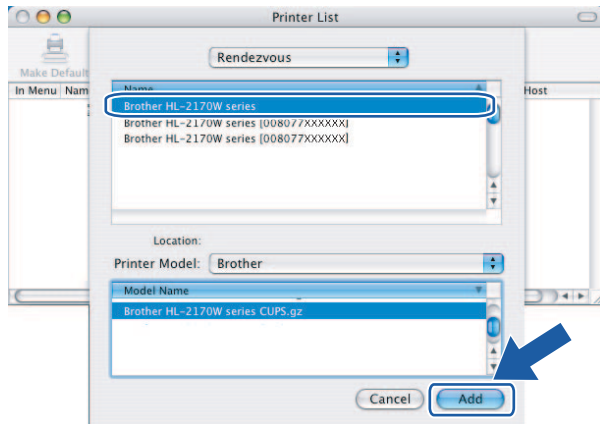 Printer List
Rendezvous
Make Default
In Menu Nam
Host
Name
Brother HL-2170W series
Brother HL-2170W series [008077XXXXXX]
Brother HL-2170W series [008077XXXXXX]
Location:
Printer Model: Brother
Model Name
Brother HL-2170W series CUPS.gz
Cancel
Add